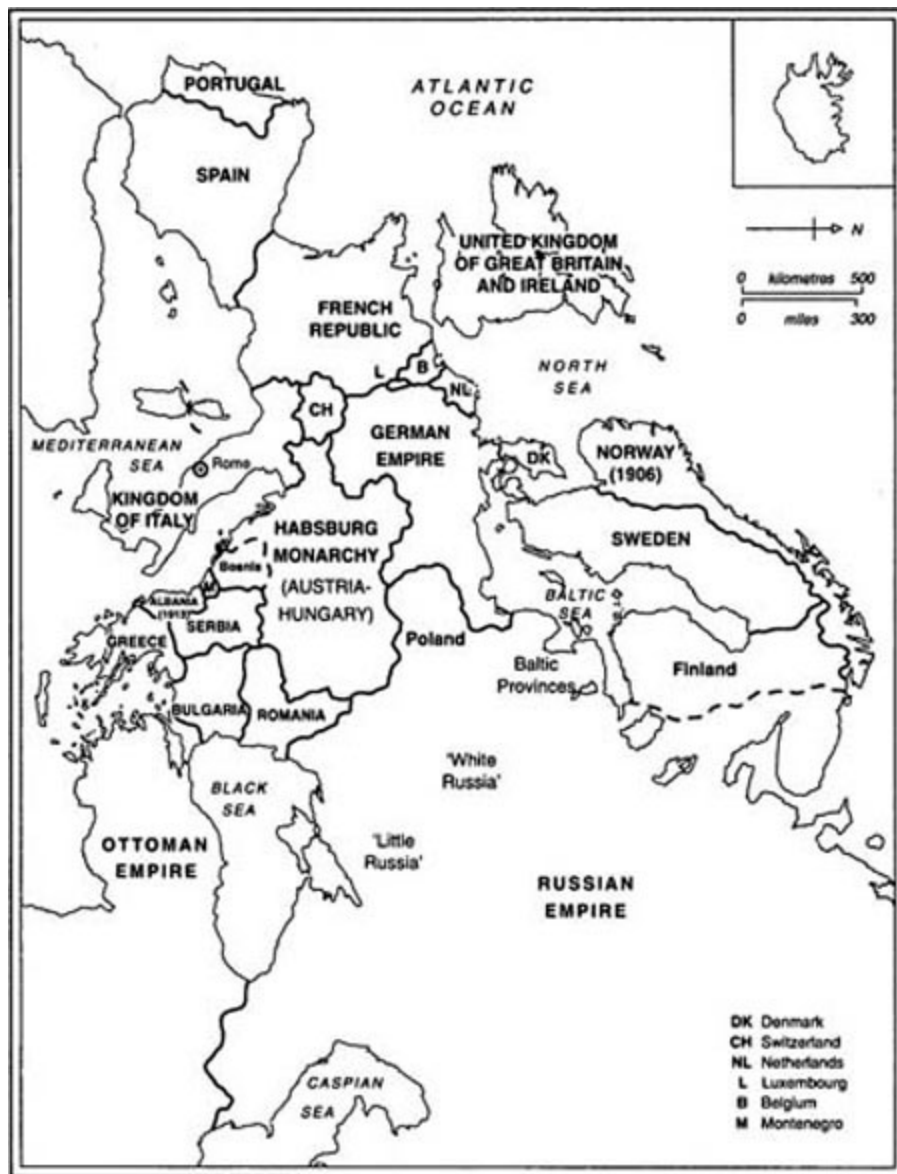 PORTUGAL
ATLANTIC
OCEAN
SPAIN
N
UNITED KINGDOM
OF GREAT BRITAIN
AND IRELAND
0 kilometres 500
0 miles 300
FRENCH
REPUBLIC
L
B
NL
NORTH
SEA
CH
MEDITERRANEAN
SEA
Rome
GERMAN
EMPIRE
DK
NORWAY
(1906)
KINGDOM
OF ITALY
HABSBURG
MONARCHY
(AUSTRIA-
HUNGARY)
Bosnia
M
SWEDEN
ALBANIA
(1913)
SERBIA
BALTIC
SEA
GREECE
Poland
Baltic
Provinces
Finland
BULGARIA
ROMANIA
BLACK
SEA
'White
Russia'
OTTOMAN
EMPIRE
'Little
Russia'
RUSSIAN
EMPIRE
CASPIAN
SEA
DK Denmark
CH Switzerland
NL Netherlands
L Luxembourg
B Belgium
M Montenegro